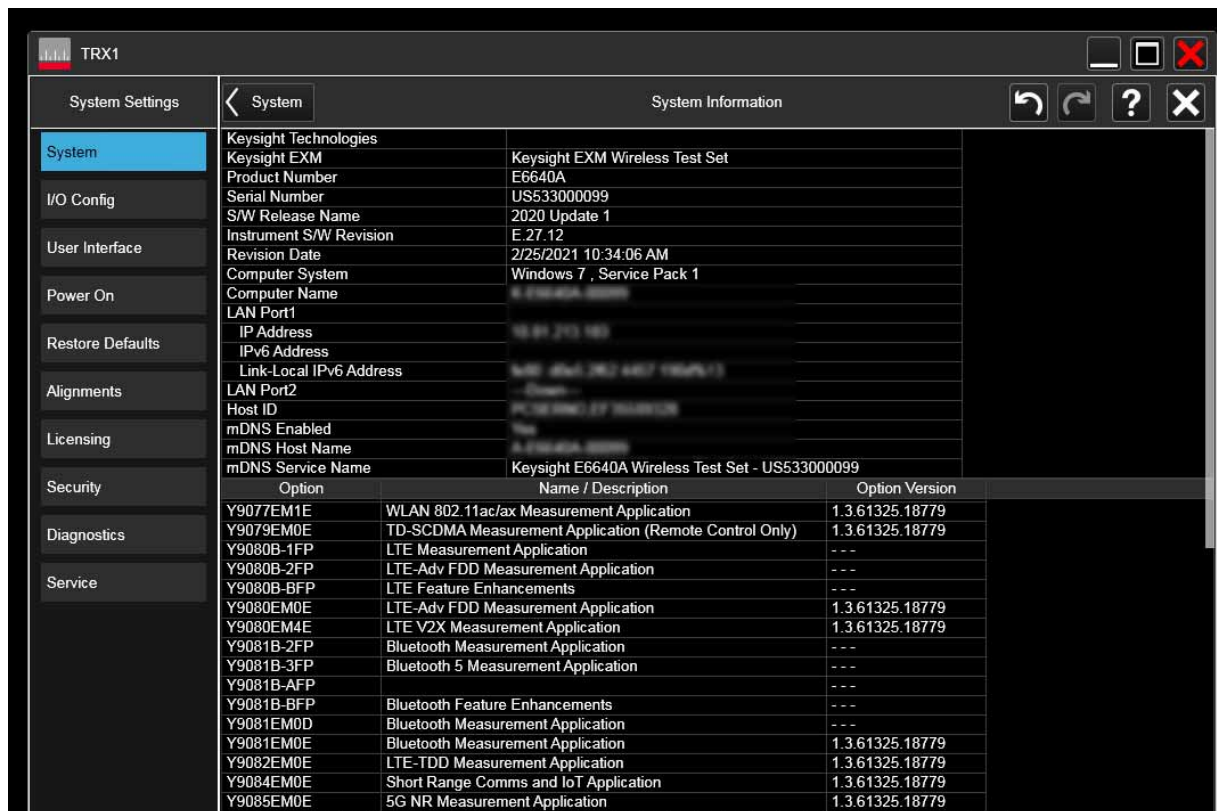 TRX1
System Settings
System
System Information
?
System
I/O Config
User Interface
Power On
Restore Defaults
Alignments
Licensing
Security
Diagnostics
Service
Keysight Technologies
Keysight EXM Keysight EXM Wireless Test Set
Product Number E6640A
Serial Number US533000099
S/W Release Name 2020 Update 1
Instrument S/W Revision E.27.12
Revision Date 2/25/2021 10:34:06 AM
Computer System Windows 7 , Service Pack 1
Computer Name
LAN Port1
IP Address
IPv6 Address
Link-Local IPv6 Address
LAN Port2
Host ID
mDNS Enabled
mDNS Host Name
mDNS Service Name Keysight E6640A Wireless Test Set - US533000099
Option Name / Description Option Version
Y9077EM1E WLAN 802.11ac/ax Measurement Application 1.3.61325.18779
Y9079EM0E TD-SCDMA Measurement Application (Remote Control Only) 1.3.61325.18779
Y9080B-1FP LTE Measurement Application - - -
Y9080B-2FP LTE-Adv FDD Measurement Application - - -
Y9080B-BFP LTE Feature Enhancements - - -
Y9080EM0E LTE-Adv FDD Measurement Application 1.3.61325.18779
Y9080EM4E LTE V2X Measurement Application 1.3.61325.18779
Y9081B-2FP Bluetooth Measurement Application - - -
Y9081B-3FP Bluetooth 5 Measurement Application - - -
Y9081B-AFP - - -
Y9081B-BFP Bluetooth Feature Enhancements - - -
Y9081EM0D Bluetooth Measurement Application - - -
Y9081EM0E Bluetooth Measurement Application 1.3.61325.18779
Y9082EM0E LTE-TDD Measurement Application 1.3.61325.18779
Y9084EM0E Short Range Comms and IoT Application 1.3.61325.18779
Y9085EM0E 5G NR Measurement Application 1.3.61325.18779